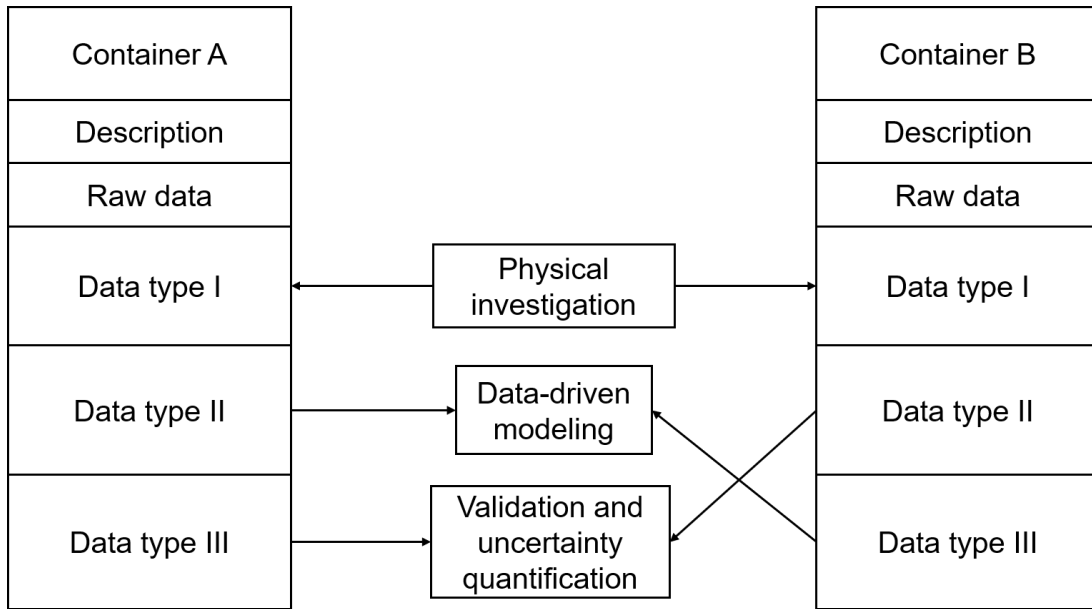 Container A
Description
Raw data
Data type I
Data type II
Data type III
Physical
investigation
Data-driven
modeling
Validation and
uncertainty
quantification
Container B
Description
Raw data
Data type I
Data type II
Data type III